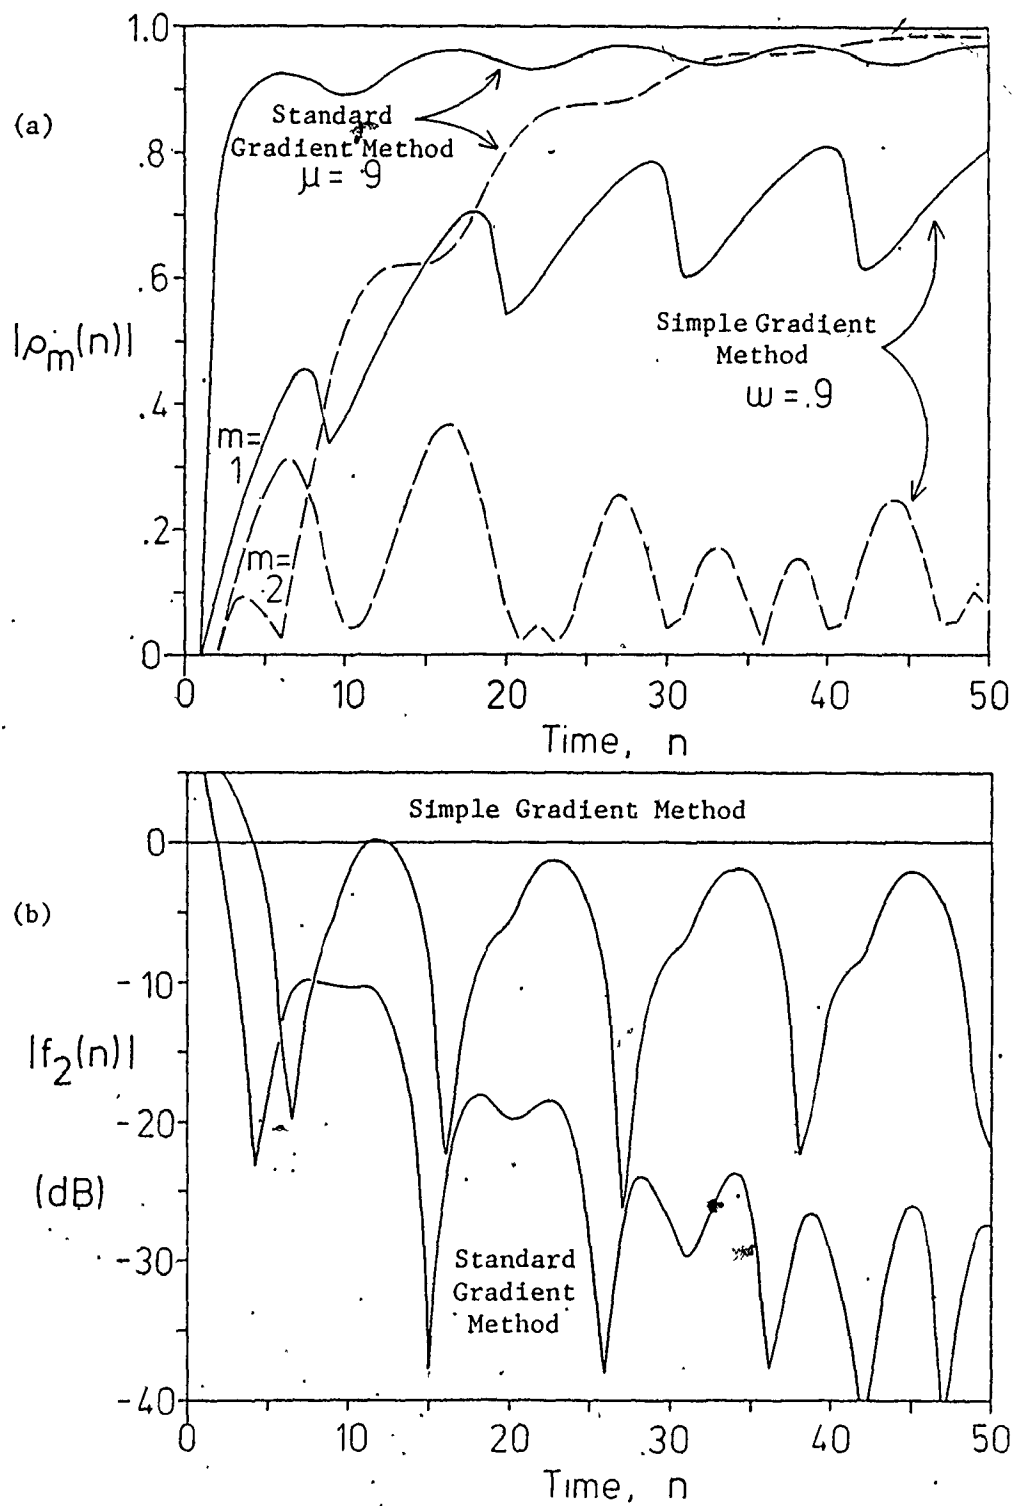 (a)
1.0
.8
.6
.4
.2
0
|ρm(n)|
Standard
Gradient Method
μ = .9
m=
1
m=
2
Simple Gradient
Method
ω = .9
0 10 20 30 40 50
Time, n
(b)
Simple Gradient Method
0
-10
-20
-30
-40
|f2(n)|
(dB)
Standard
Gradient
Method
0 10 20 30 40 50
Time, n